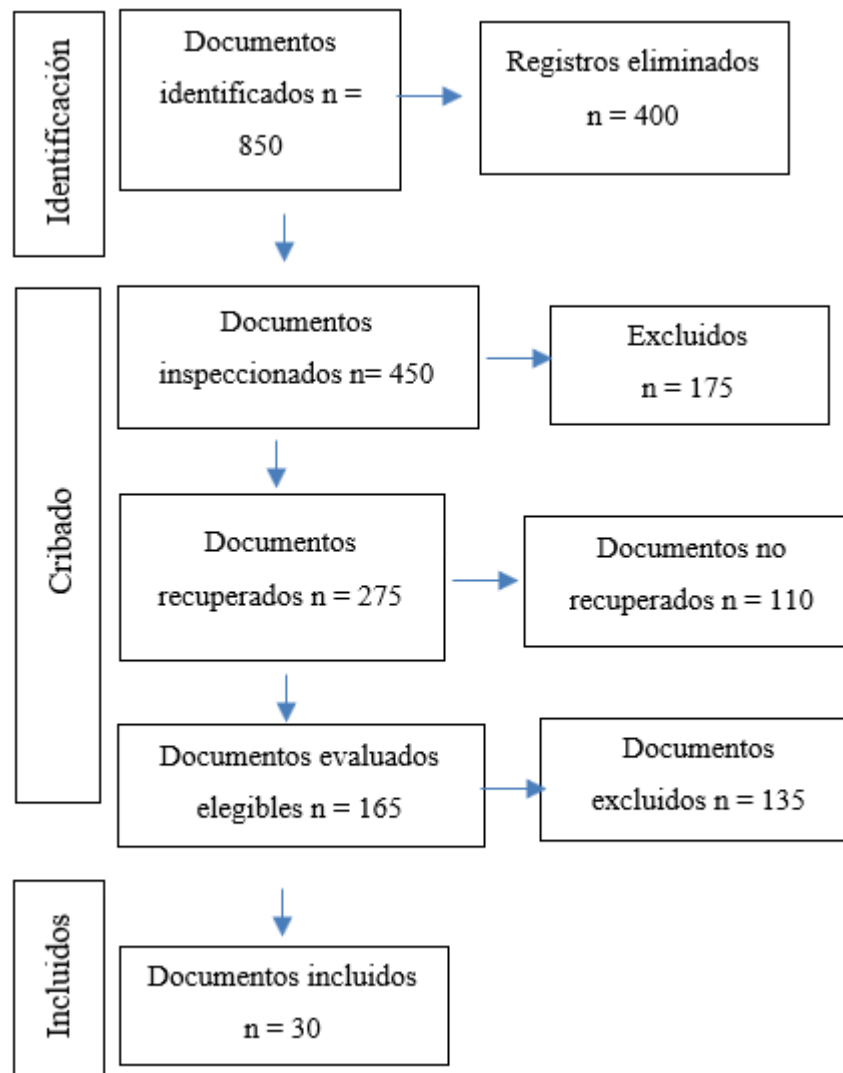 Identificación
Documentos
identificados n =
850
Registros eliminados
n = 400
Cribado
Documentos
inspeccionados n= 450
Excluidos
n = 175
Documentos
recuperados n = 275
Documentos no
recuperados n = 110
Documentos evaluados
elegibles n = 165
Documentos
excluidos n = 135
Incluidos
Documentos incluidos
n = 30